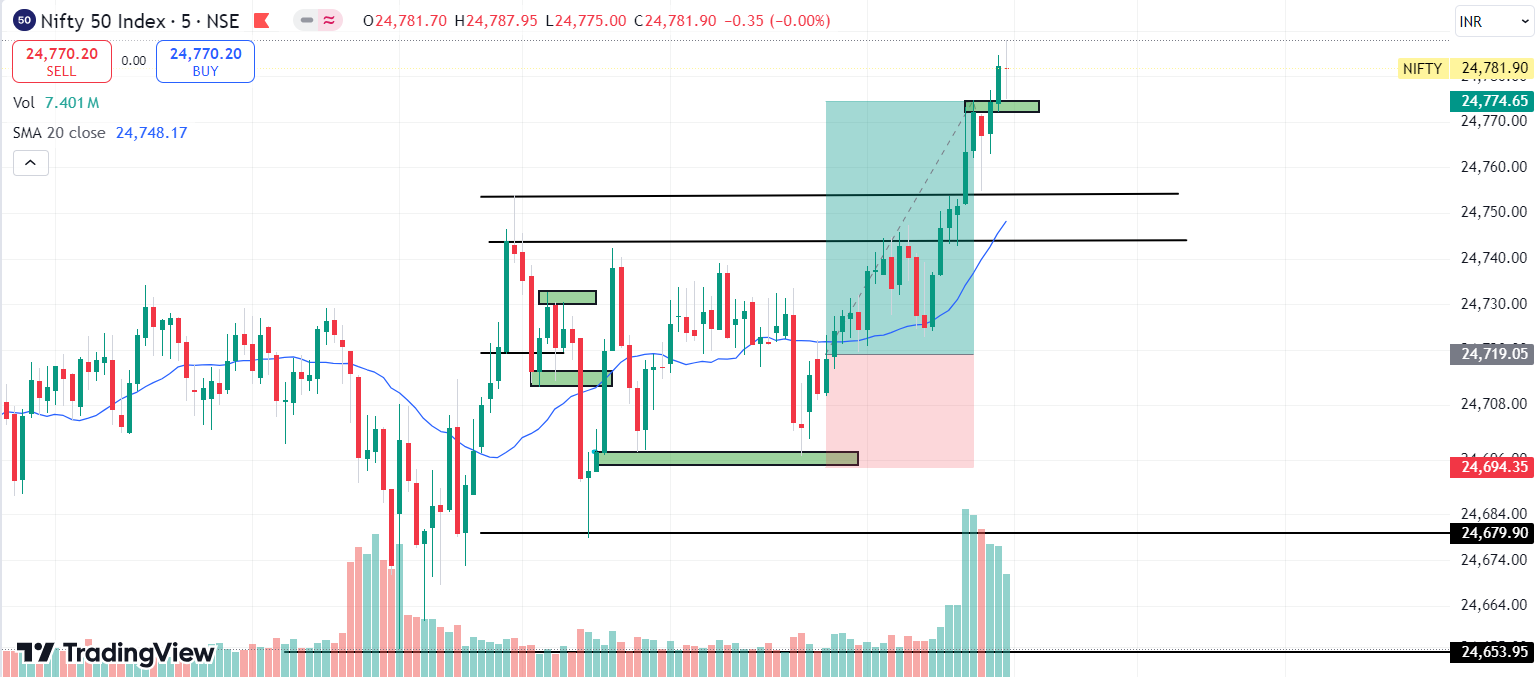 50 Nifty 50 Index · 5 · NSE O24,781.70 H24,787.95 L24,775.00 C24,781.90 −0.35 (−0.00%)
INR
24,770.20
SELL
0.00
24,770.20
BUY
Vol 7.401 M
SMA 20 close 24,748.17
NIFTY 24,781.90
24,774.65
24,770.00
24,760.00
24,750.00
24,740.00
24,730.00
24,719.05
24,708.00
24,694.35
24,684.00
24,679.90
24,674.00
24,664.00
24,653.95
TradingView